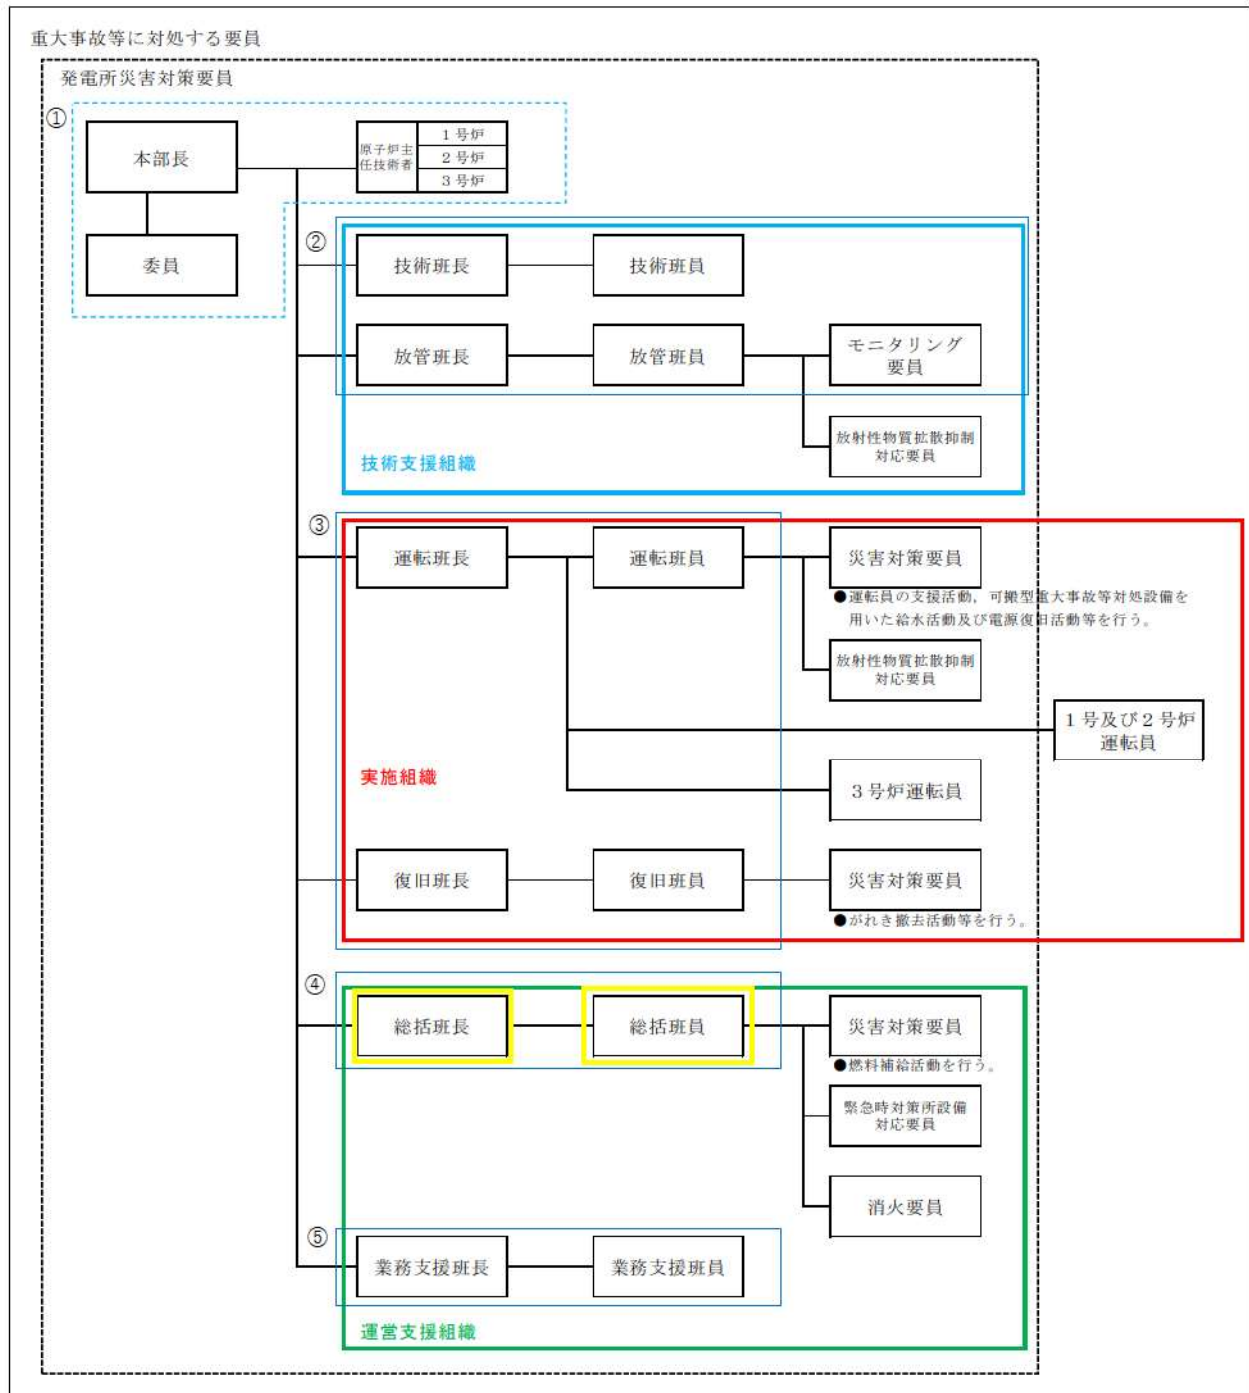 重大事故等に対処する要員
発電所災害対策要員
①
本部長
原子炉主
任技術者
1号炉
2号炉
3号炉
委員
②
技術班長
技術班員
放管班長
放管班員
モニタリング
要員
放射性物質拡散抑制
対応要員
技術支援組織
③
運転班長
運転班員
災害対策要員
●運転員の支援活動，可搬型重大事故等対処設備を
用いた給水活動及び電源復旧活動等を行う。
放射性物質拡散抑制
対応要員
1号及び2号炉
運転員
実施組織
3号炉運転員
復旧班長
復旧班員
災害対策要員
●がれき撤去活動等を行う。
④
総括班長
総括班員
災害対策要員
●燃料補給活動を行う。
緊急時対策所設備
対応要員
消火要員
⑤
業務支援班長
業務支援班員
運営支援組織